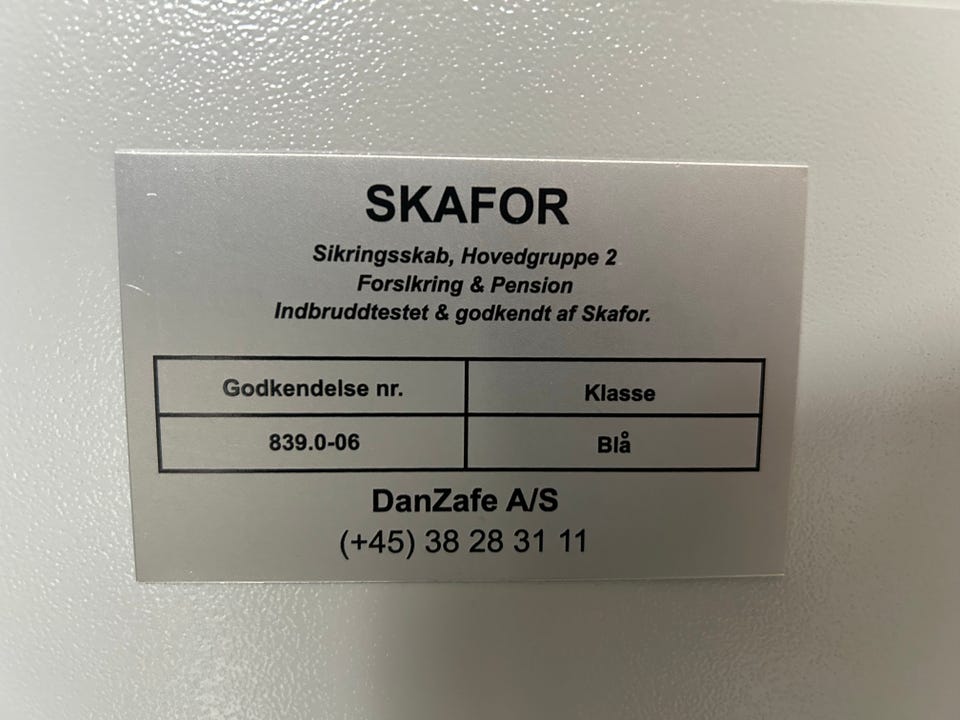 SKAFOR
Sikringsskab, Hovedgruppe 2
Forslkring & Pension
Indbruddtestet & godkendt af Skafor.
Godkendelse nr. Klasse
839.0-06 Blå
DanZafe A/S
(+45) 38 28 31 11